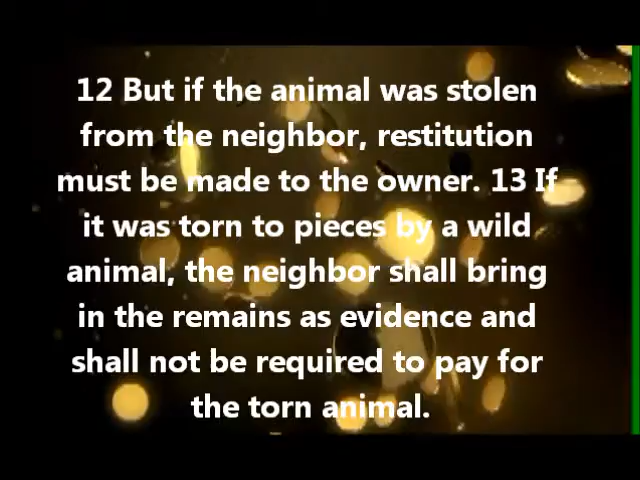 12 But if the animal was stolen
from the neighbor, restitution
must be made to the owner. 13 If
it was torn to pieces by a wild
animal, the neighbor shall bring
in the remains as evidence and
shall not be required to pay for
the torn animal.